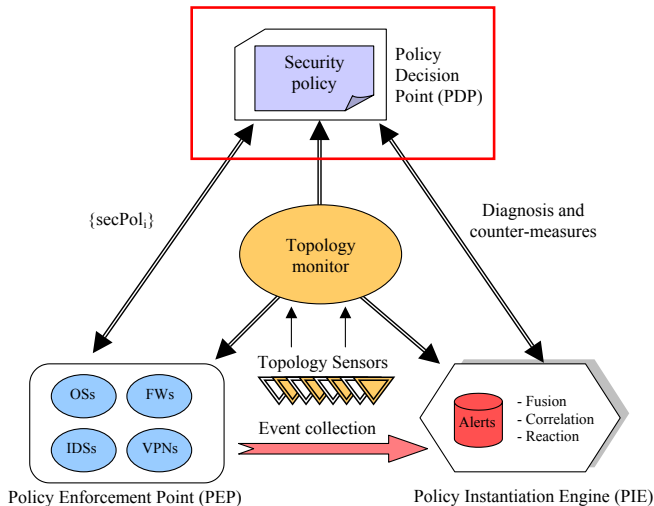 Security
policy
Policy
Decision
Point (PDP)
{secPolᵢ}
Diagnosis and
counter-measures
Topology
monitor
Topology Sensors
OSs
FWs
IDSs
VPNs
Event collection
Alerts
- Fusion
- Correlation
- Reaction
Policy Enforcement Point (PEP)
Policy Instantiation Engine (PIE)